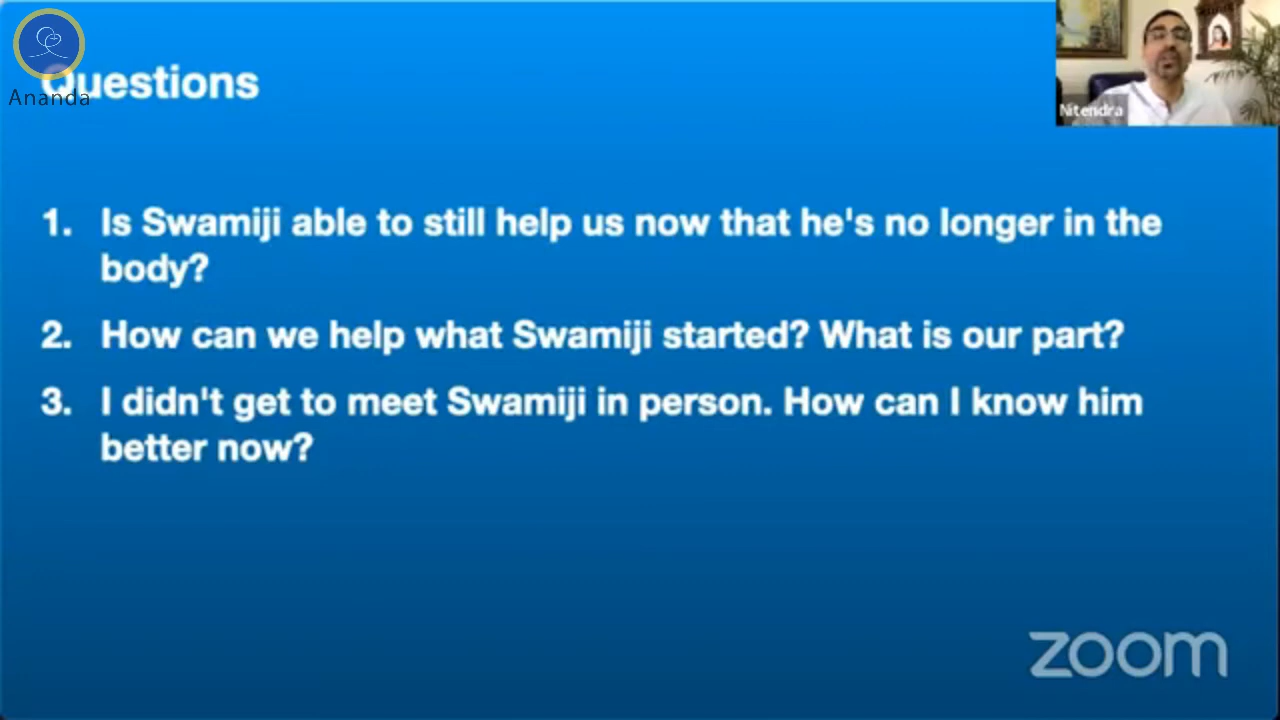 Questions
Ananda
Nitendra
1. Is Swamiji able to still help us now that he's no longer in the
body?
2. How can we help what Swamiji started? What is our part?
3. I didn't get to meet Swamiji in person. How can I know him
better now?
zoom